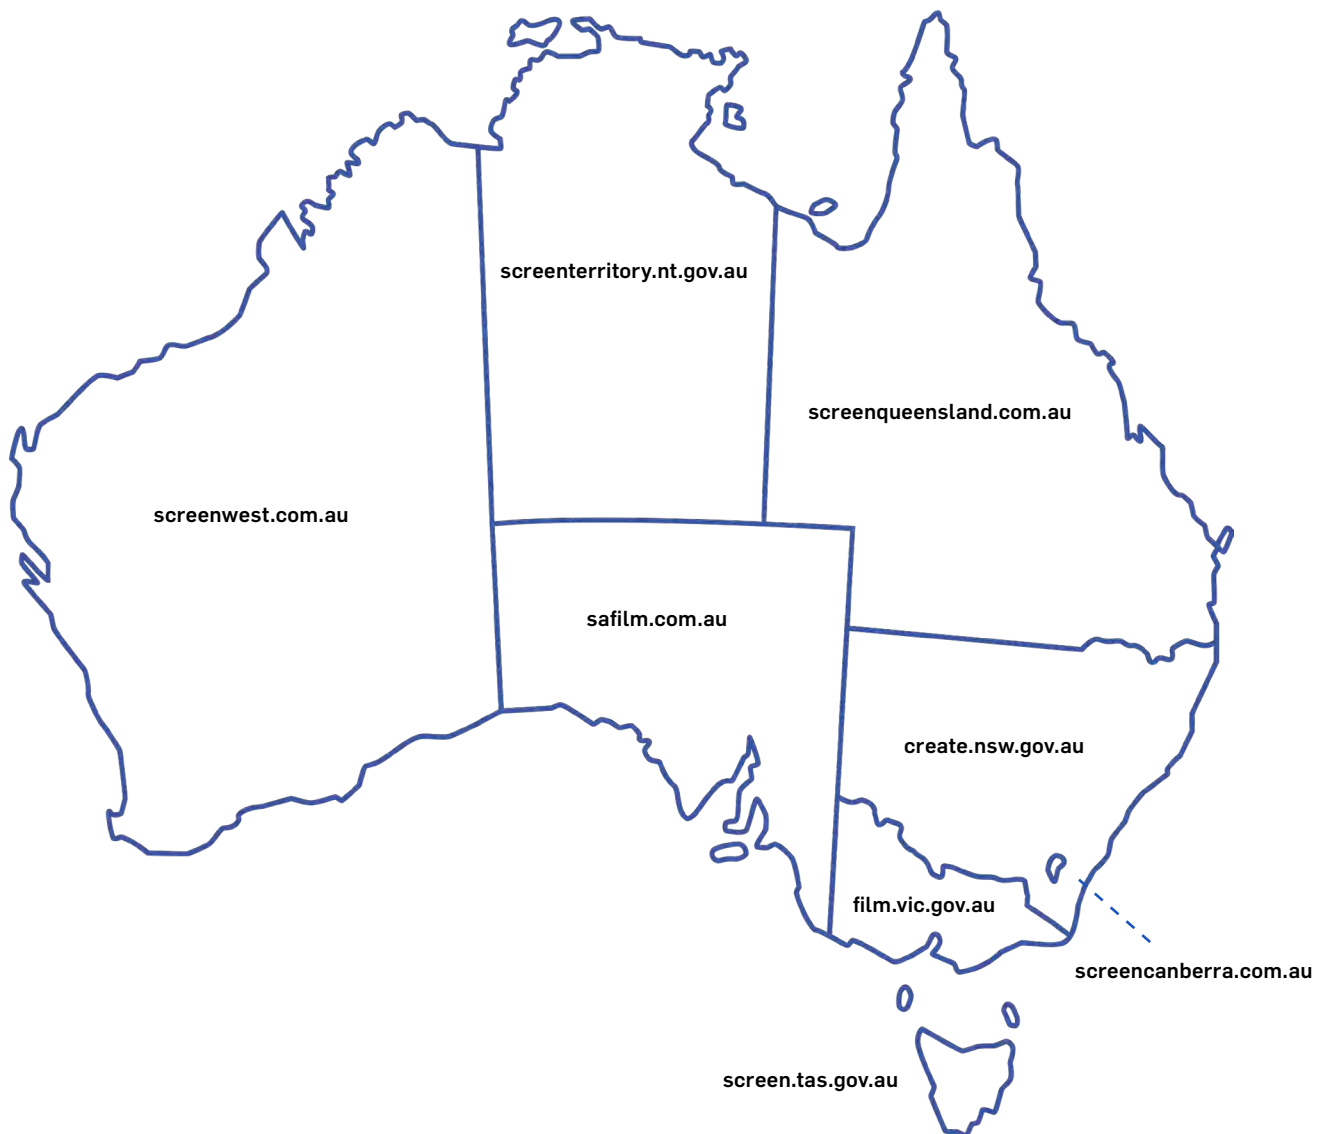 screenterritory.nt.gov.au
screenqueensland.com.au
screenwest.com.au
safilm.com.au
create.nsw.gov.au
film.vic.gov.au
screencanberra.com.au
screen.tas.gov.au